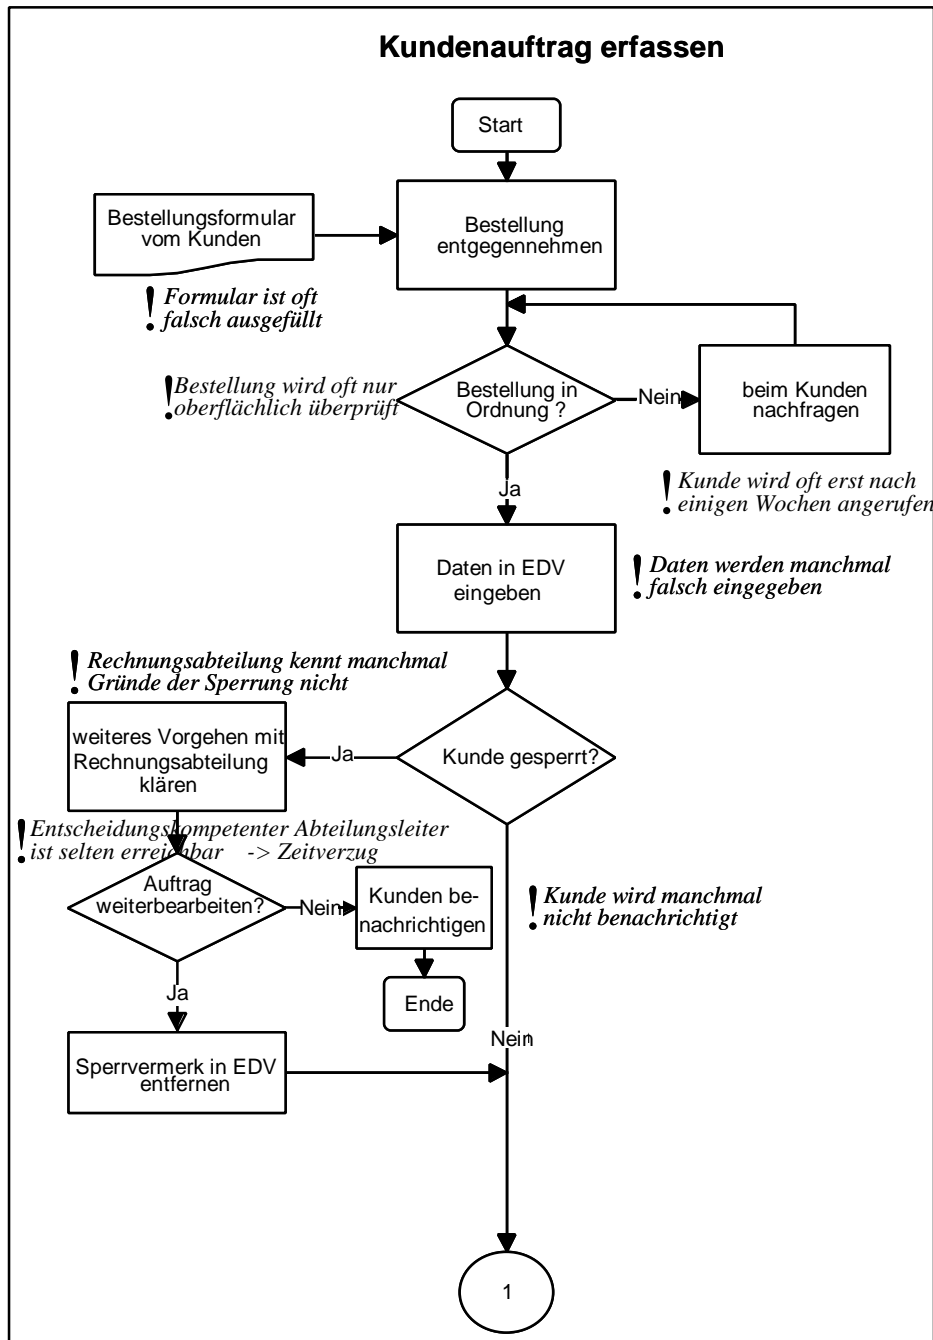 Kundenauftrag erfassen
Start
Bestellungsformular
vom Kunden
Bestellung
entgegennehmen
! Formular ist oft
falsch ausgefüllt
! Bestellung wird oft nur
oberflächlich überprüft
Bestellung in
Ordnung ?
Nein
beim Kunden
nachfragen
Ja
! Kunde wird oft erst nach
einigen Wochen angerufen
Daten in EDV
eingeben
! Daten werden manchmal
falsch eingegeben
! Rechnungsabteilung kennt manchmal
Gründe der Sperrung nicht
weiteres Vorgehen mit
Rechnungsabteilung
klären
Ja
Kunde gesperrt?
! Entscheidungskompetenter Abteilungsleiter
ist selten erreichbar -> Zeitverzug
Auftrag
weiterbearbeiten?
Nein
Kunden be-
nachrichtigen
! Kunde wird manchmal
nicht benachrichtigt
Ja
Ende
Nein
Sperrvermerk in EDV
entfernen
1